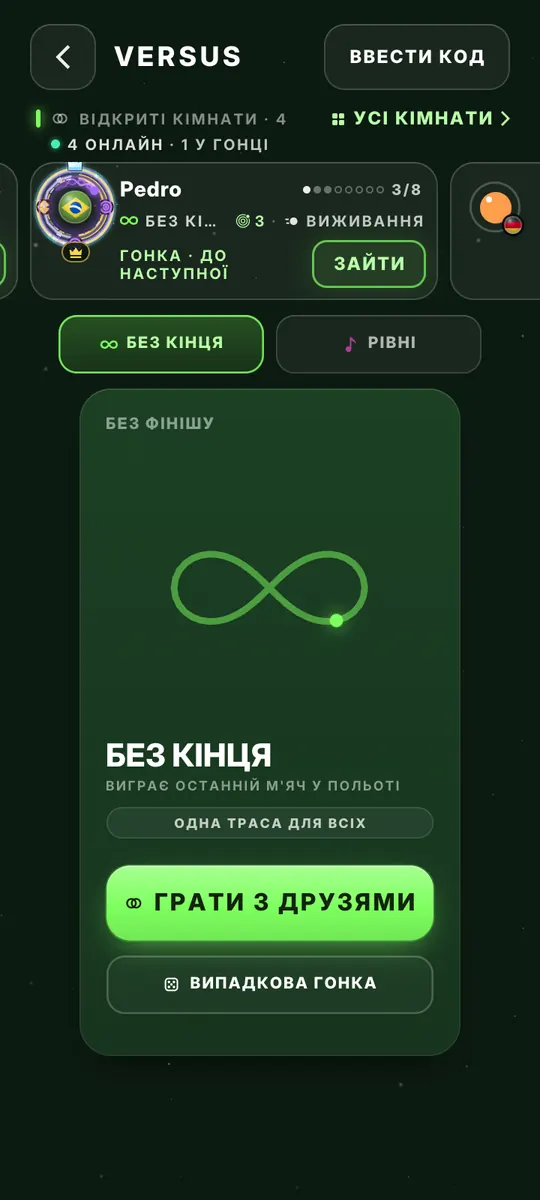 VERSUS
ВВЕСТИ КОД
ВІДКРИТІ КІМНАТИ · 4
УСІ КІМНАТИ
4 ОНЛАЙН · 1 У ГОНЦІ
Pedro
3/8
БЕЗ КІ…
3 ·
ВИЖИВАННЯ
ГОНКА · ДО
НАСТУПНОЇ
ЗАЙТИ
БЕЗ КІНЦЯ
РІВНІ
БЕЗ ФІНІШУ
БЕЗ КІНЦЯ
ВИГРАЄ ОСТАННІЙ М'ЯЧ У ПОЛЬОТІ
ОДНА ТРАСА ДЛЯ ВСІХ
ГРАТИ З ДРУЗЯМИ
ВИПАДКОВА ГОНКА